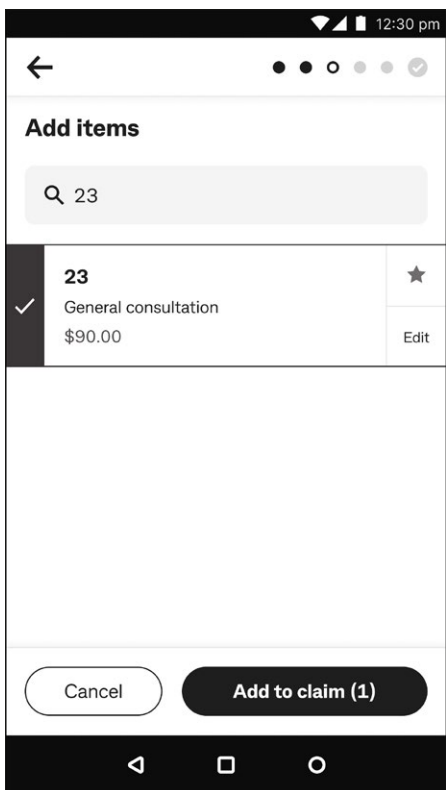 12:30 pm
Add items
23
23
General consultation
$90.00
Edit
Cancel
Add to claim (1)